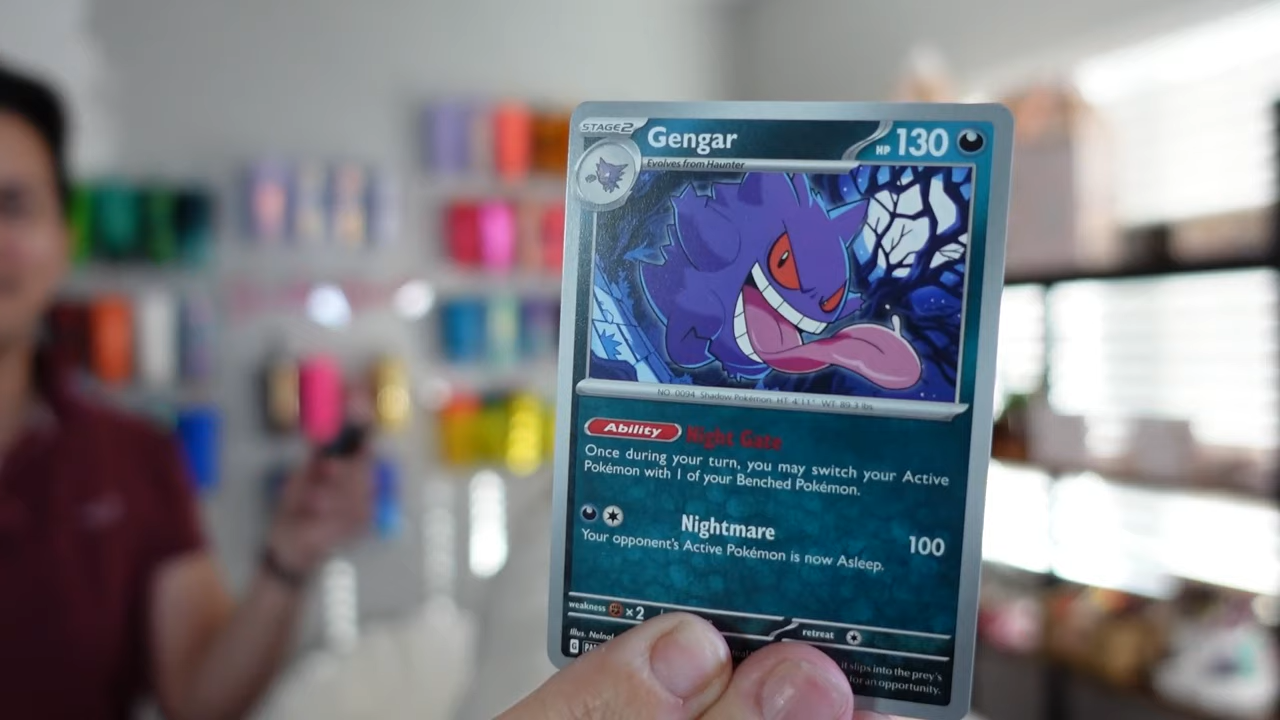 STAGE2 Gengar HP 130
Evolves from Haunter
NO. 0094 Shadow Pokémon HT: 4'11" WT: 89.3 lbs.
Ability Night Gate
Once during your turn, you may switch your Active
Pokémon with 1 of your Benched Pokémon.
Nightmare 100
Your opponent's Active Pokémon is now Asleep.
weakness ×2 retreat
Illus.
G
it slips into the prey's
for an opportunity.